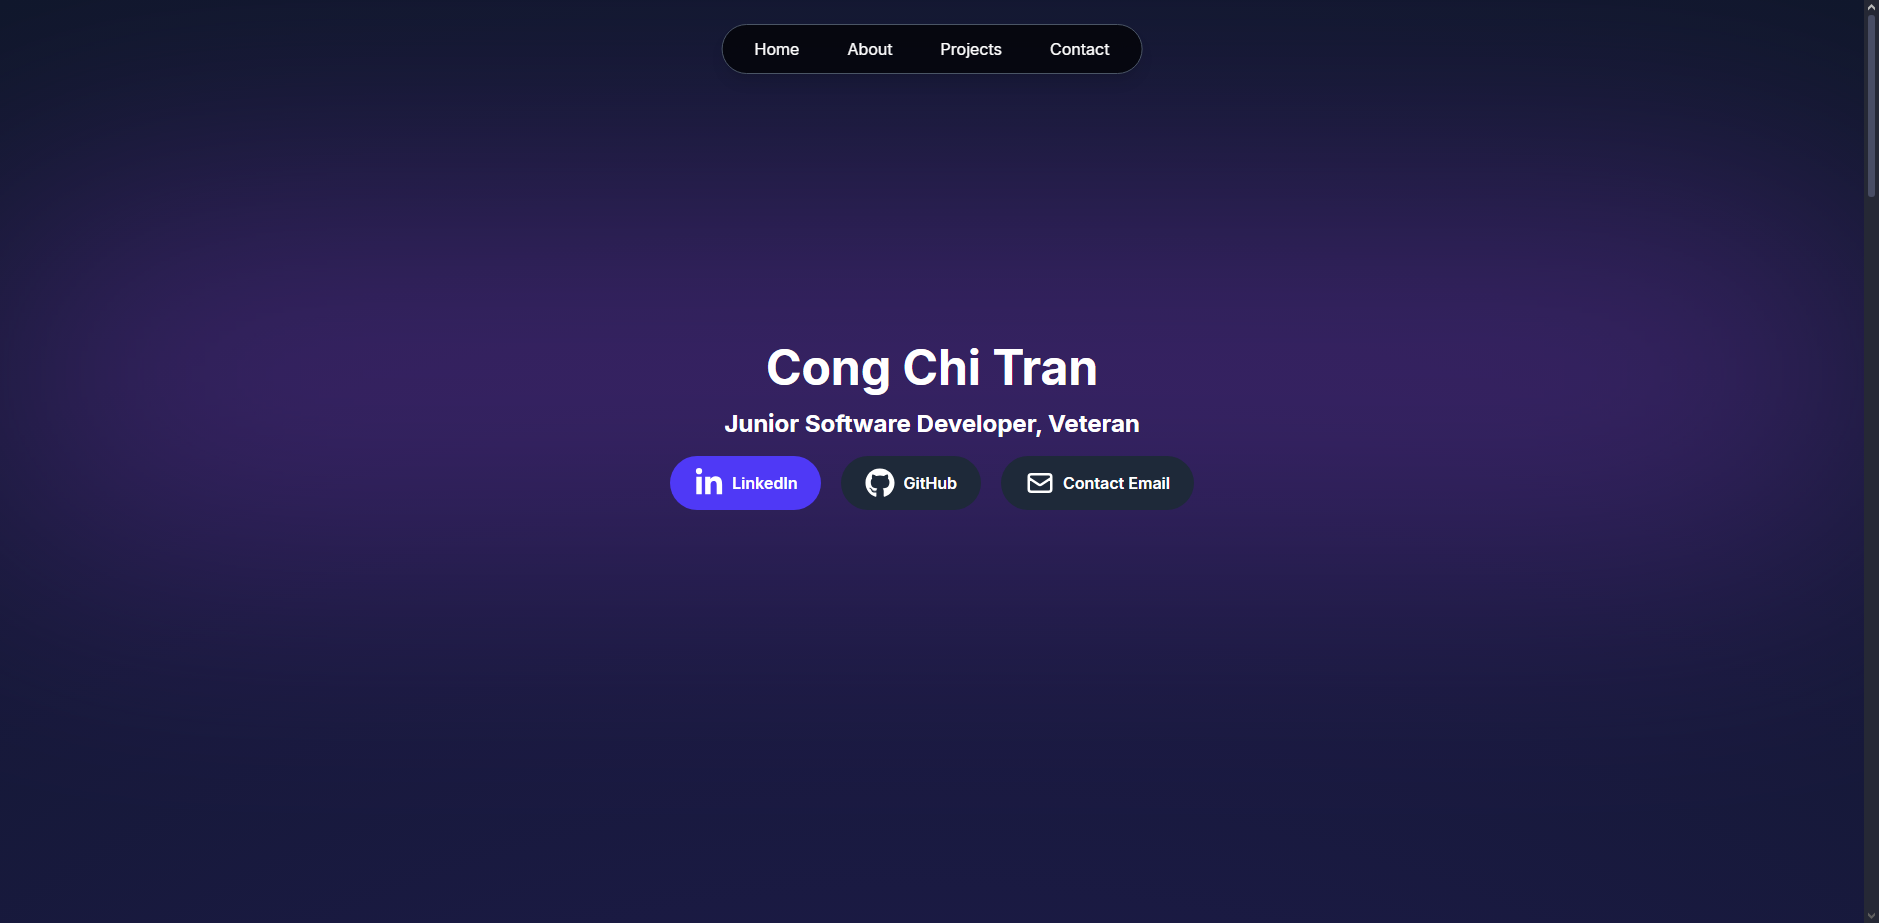 Home About Projects Contact
Cong Chi Tran
Junior Software Developer, Veteran
LinkedIn GitHub Contact Email